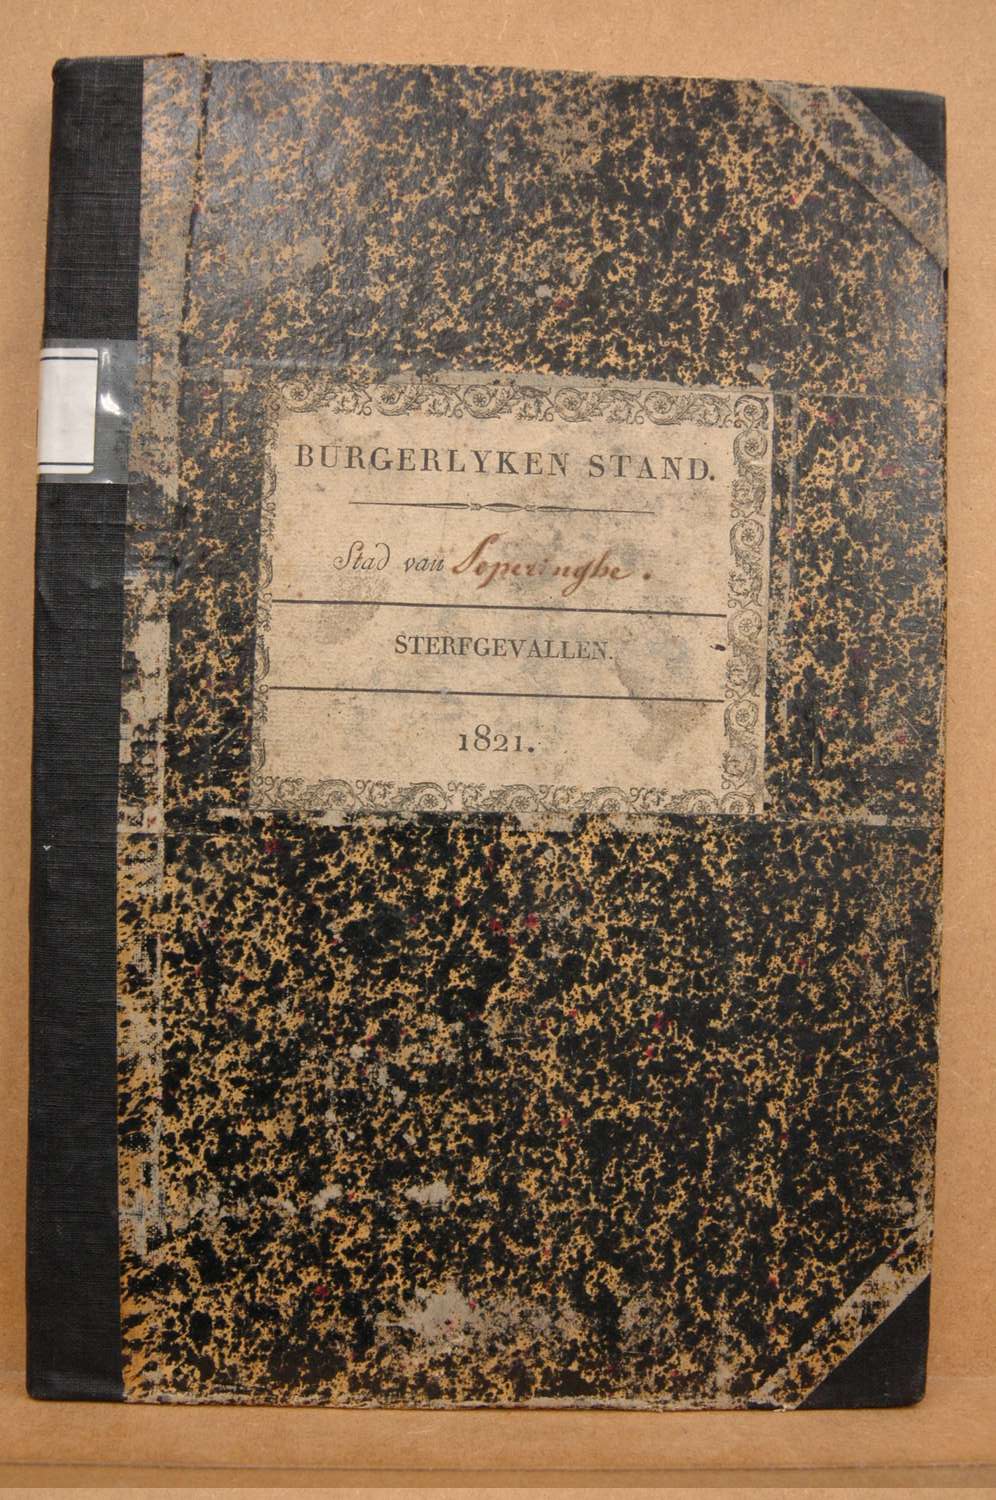 BURGERLYKEN STAND.
Stad van Poperinghe.
STERFGEVALLEN.
1821.